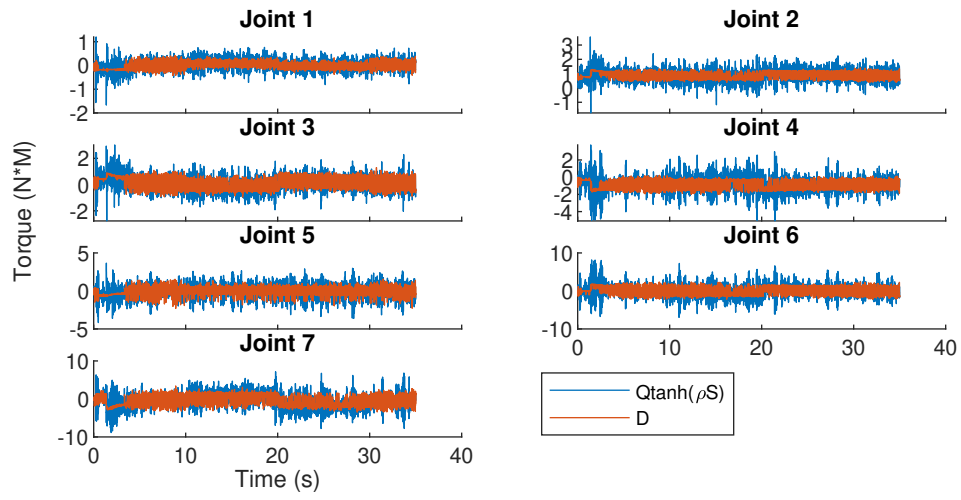 Joint 1
1
0
-1
-2
Joint 2
3
2
1
0
-1
Joint 3
2
0
-2
Joint 4
2
0
-2
-4
Joint 5
5
0
-5
Joint 6
10
0
-10
0 10 20 30 40
Joint 7
10
0
-10
0 10 20 30 40
Time (s)
Torque (N*M)
Qtanh(ρS)
D